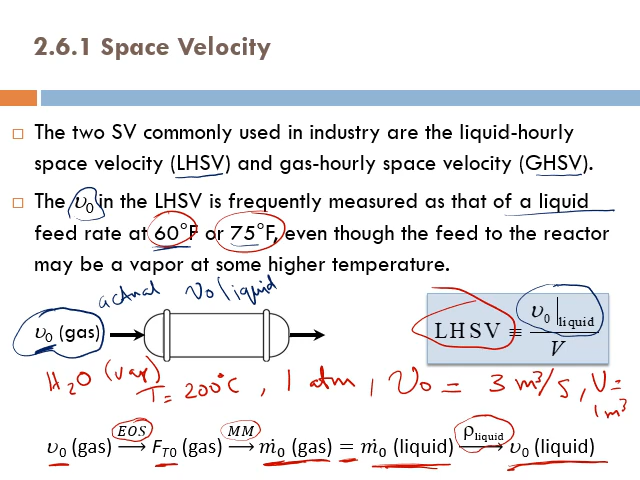 2.6.1 Space Velocity
□ The two SV commonly used in industry are the liquid-hourly
space velocity (LHSV) and gas-hourly space velocity (GHSV).
□ The υ₀ in the LHSV is frequently measured as that of a liquid
feed rate at 60°F or 75°F, even though the feed to the reactor
may be a vapor at some higher temperature.
actual υ₀ liquid
υ₀ (gas)
LHSV ≡ υ₀|liquid / V
H₂O (vap) T = 200°C, 1 atm, υ₀ = 3 m³/s, V =
1 m³
υ₀ (gas) —EOS→ F_T0 (gas) —MM→ ṁ₀ (gas) = ṁ₀ (liquid) —ρliquid→ υ₀ (liquid)